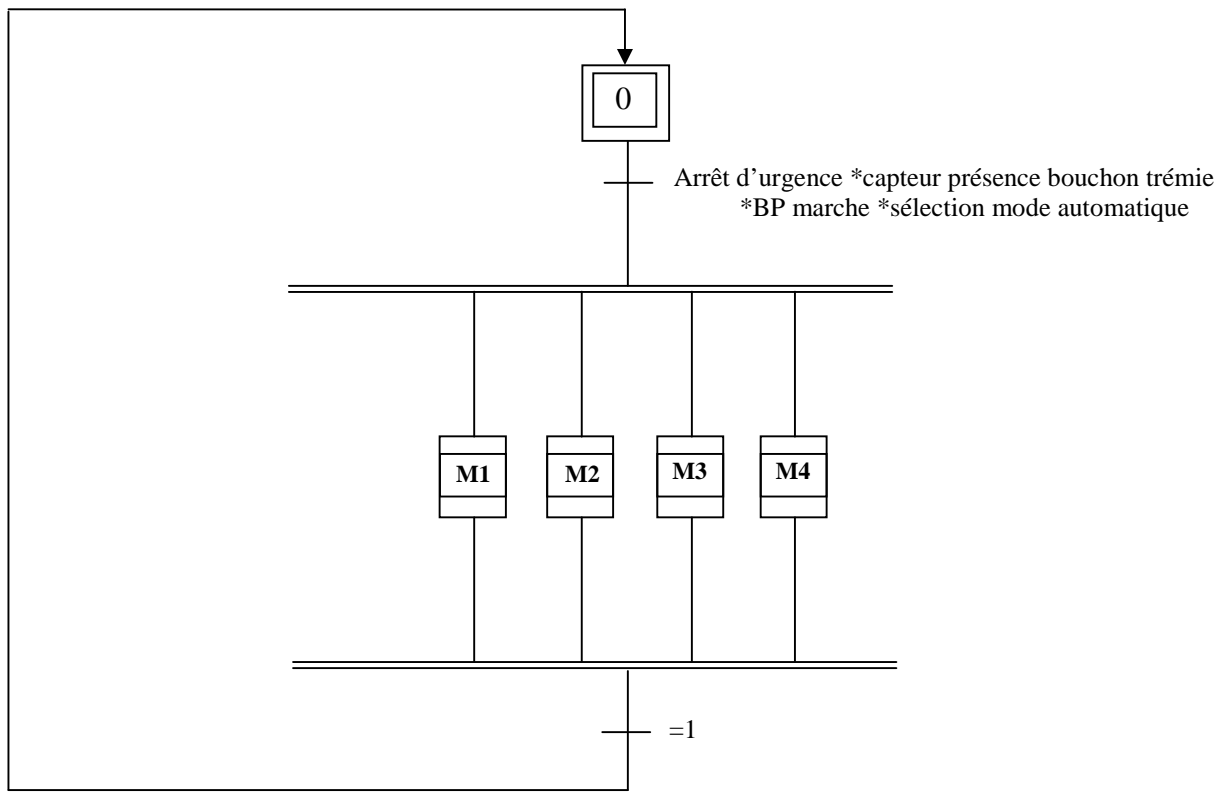 0
Arrêt d’urgence *capteur présence bouchon trémie
*BP marche *sélection mode automatique
M1 M2 M3 M4
=1